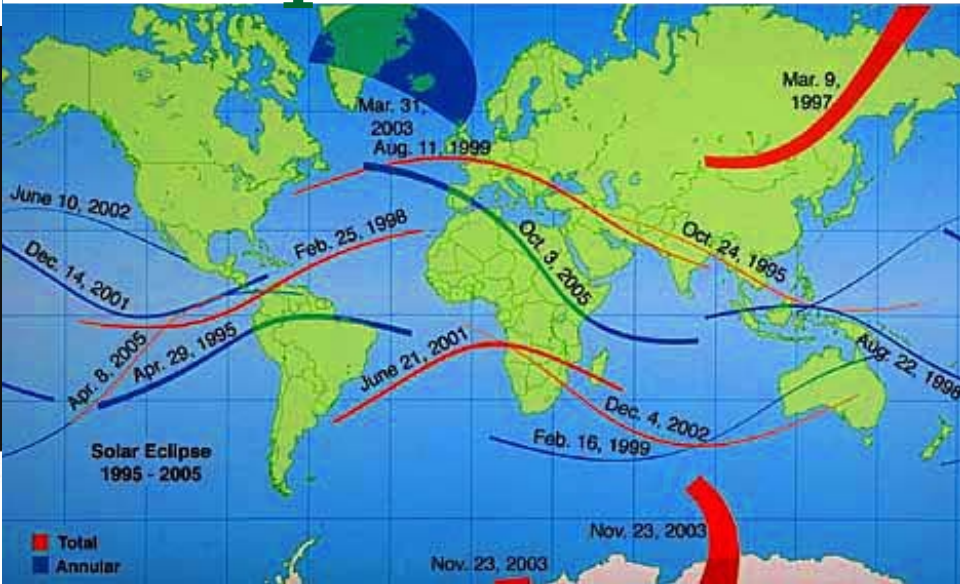 Mar. 9,
1997
Mar. 31,
2003
Aug. 11, 1999
June 10, 2002
Feb. 25, 1998
Oct. 24, 1995
Oct. 3, 2005
Dec. 14, 2001
Apr. 8, 2005
Apr. 29, 1995
June 21, 2001
Aug. 22, 1998
Dec. 4, 2002
Feb. 16, 1999
Solar Eclipse
1995 - 2005
Nov. 23, 2003
Total
Annular
Nov. 23, 2003